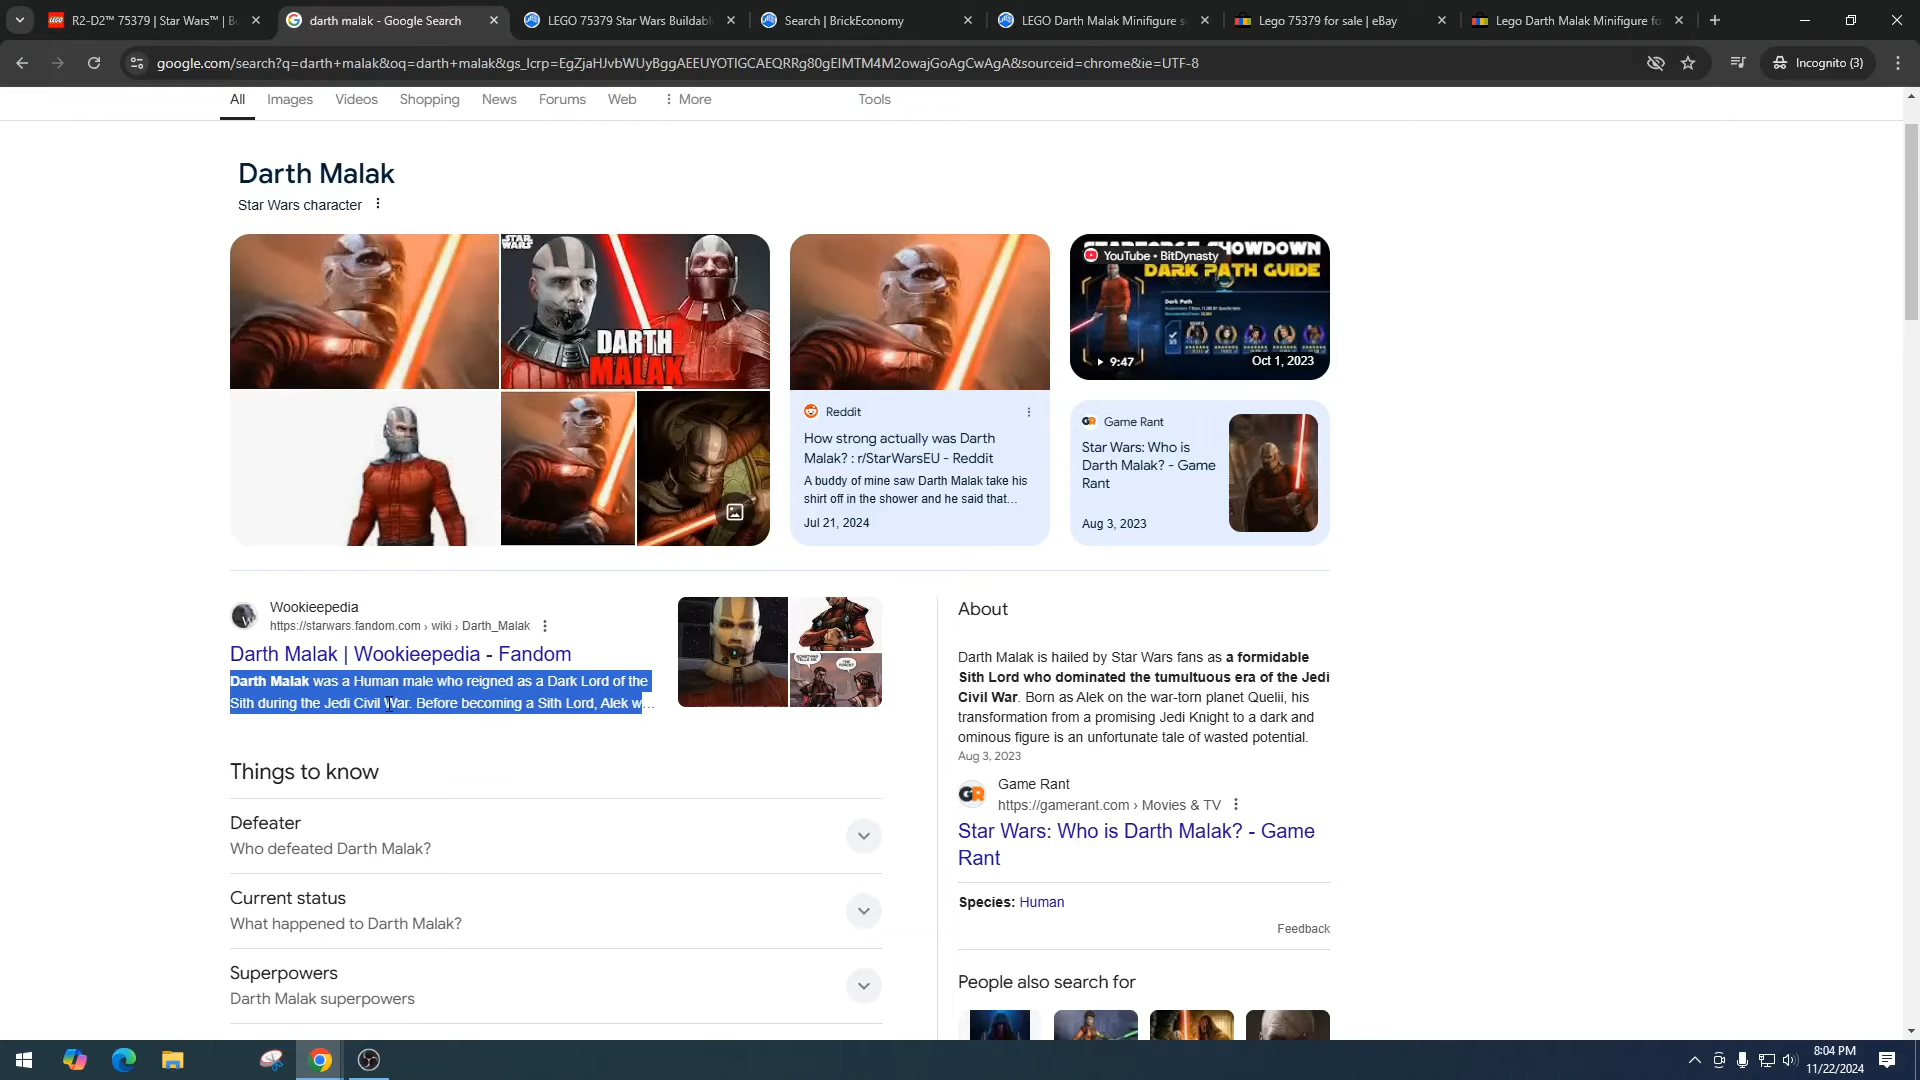 R2-D2™ 75379 | Star Wars™ | B
darth malak - Google Search
LEGO 75379 Star Wars Buildabl
Search | BrickEconomy
LEGO Darth Malak Minifigure s
Lego 75379 for sale | eBay
Lego Darth Malak Minifigure fo
google.com/search?q=darth+malak&oq=darth+malak&gs_lcrp=EgZjaHJvbWUyBggAEEUYOTIGCAEQRRg80gEIMTM4M2owajGoAgCwAgA&sourceid=chrome&ie=UTF-8
Incognito (3)
All Images Videos Shopping News Forums Web More Tools
Darth Malak
Star Wars character
STAR WARS
DARTH
MALAK
Reddit
How strong actually was Darth
Malak? : r/StarWarsEU - Reddit
A buddy of mine saw Darth Malak take his
shirt off in the shower and he said that...
Jul 21, 2024
STARFORGE SHOWDOWN
YouTube • BitDynasty
DARK PATH GUIDE
Dark Path
9:47
Oct 1, 2023
Game Rant
Star Wars: Who is
Darth Malak? - Game
Rant
Aug 3, 2023
Wookieepedia
https://starwars.fandom.com › wiki › Darth_Malak
Darth Malak | Wookieepedia - Fandom
Darth Malak was a Human male who reigned as a Dark Lord of the
Sith during the Jedi Civil War. Before becoming a Sith Lord, Alek w...
About
Darth Malak is hailed by Star Wars fans as a formidable
Sith Lord who dominated the tumultuous era of the Jedi
Civil War. Born as Alek on the war-torn planet Quelii, his
transformation from a promising Jedi Knight to a dark and
ominous figure is an unfortunate tale of wasted potential.
Aug 3, 2023
Game Rant
https://gamerant.com › Movies & TV
Star Wars: Who is Darth Malak? - Game
Rant
Species: Human
Feedback
People also search for
Things to know
Defeater
Who defeated Darth Malak?
Current status
What happened to Darth Malak?
Superpowers
Darth Malak superpowers
8:04 PM
11/22/2024